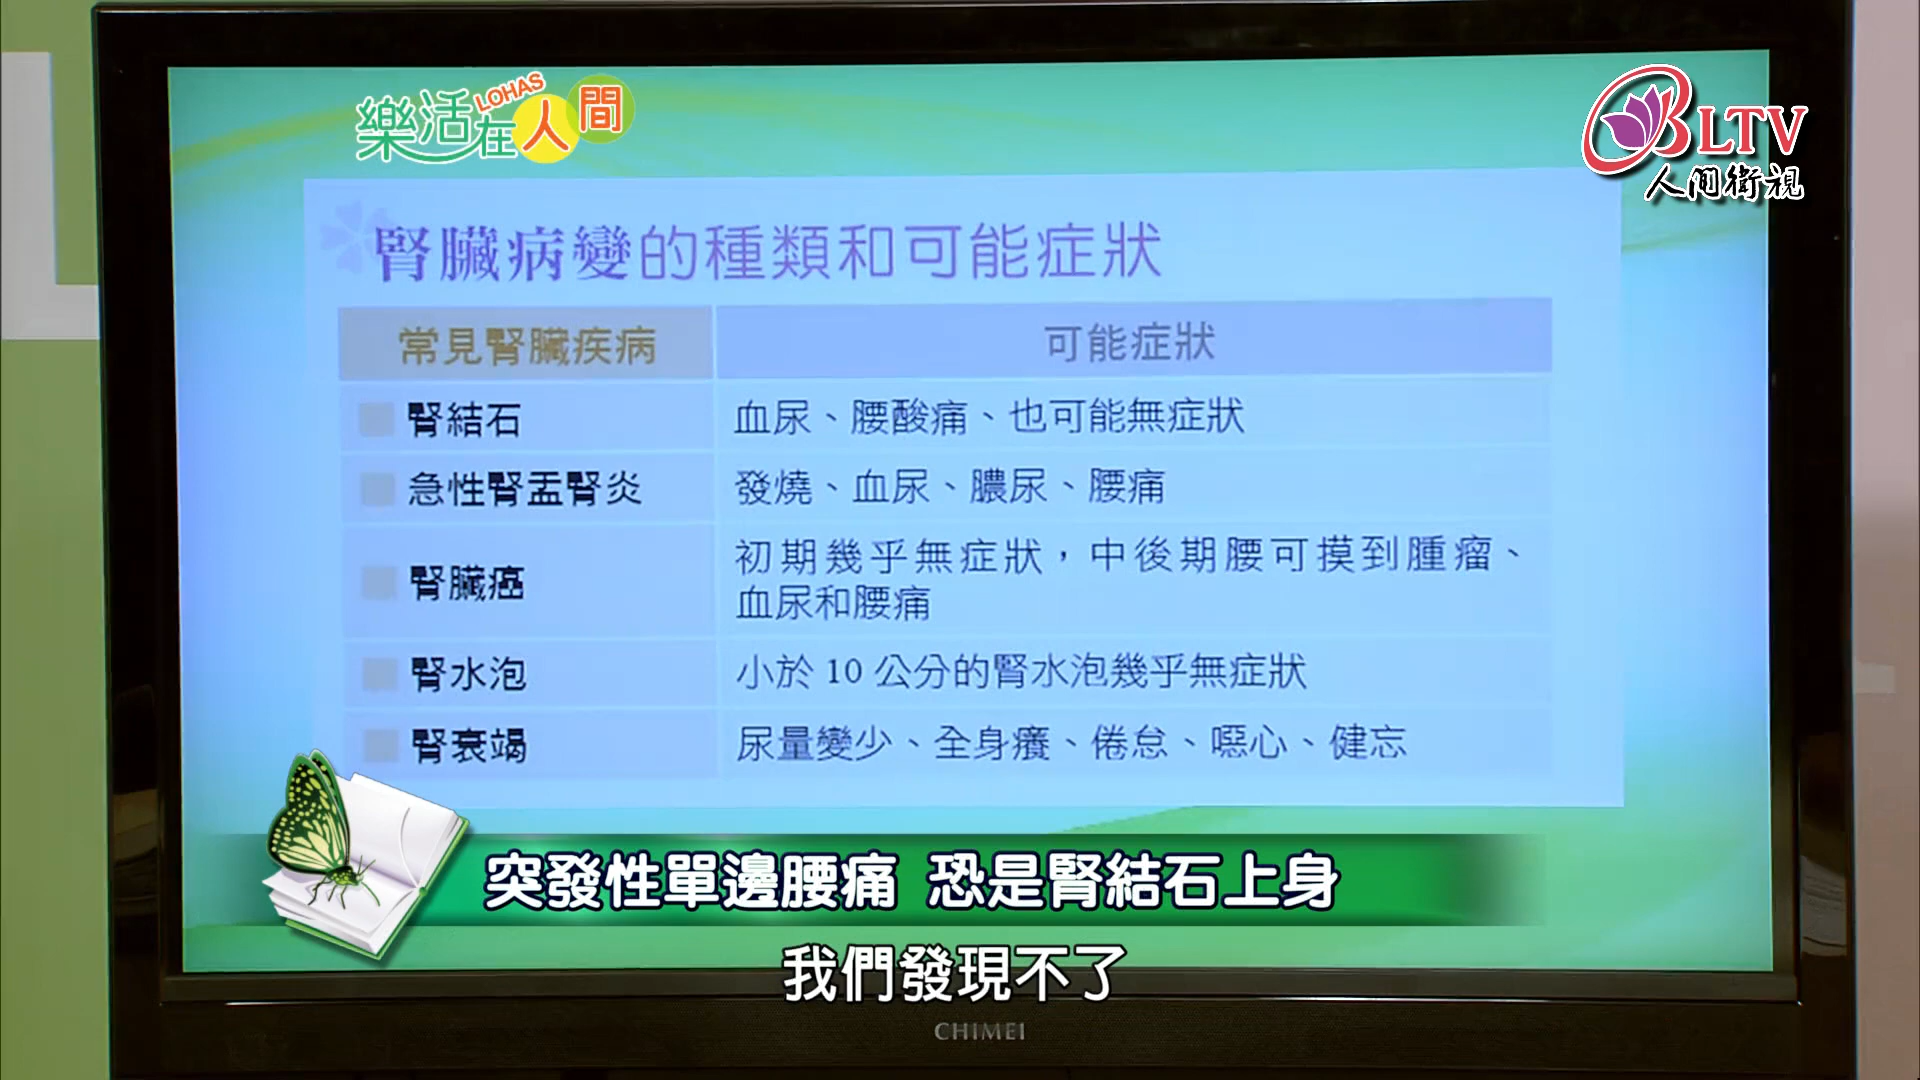 樂活在人間
LOHAS
BLTV
人間衛視
腎臟病變的種類和可能症狀
常見腎臟疾病 可能症狀
腎結石 血尿、腰酸痛、也可能無症狀
急性腎盂腎炎 發燒、血尿、膿尿、腰痛
腎臟癌 初期幾乎無症狀，中後期腰可摸到腫瘤、
血尿和腰痛
腎水泡 小於 10 公分的腎水泡幾乎無症狀
腎衰竭 尿量變少、全身癢、倦怠、噁心、健忘
突發性單邊腰痛 恐是腎結石上身
我們發現不了
CHIMEI